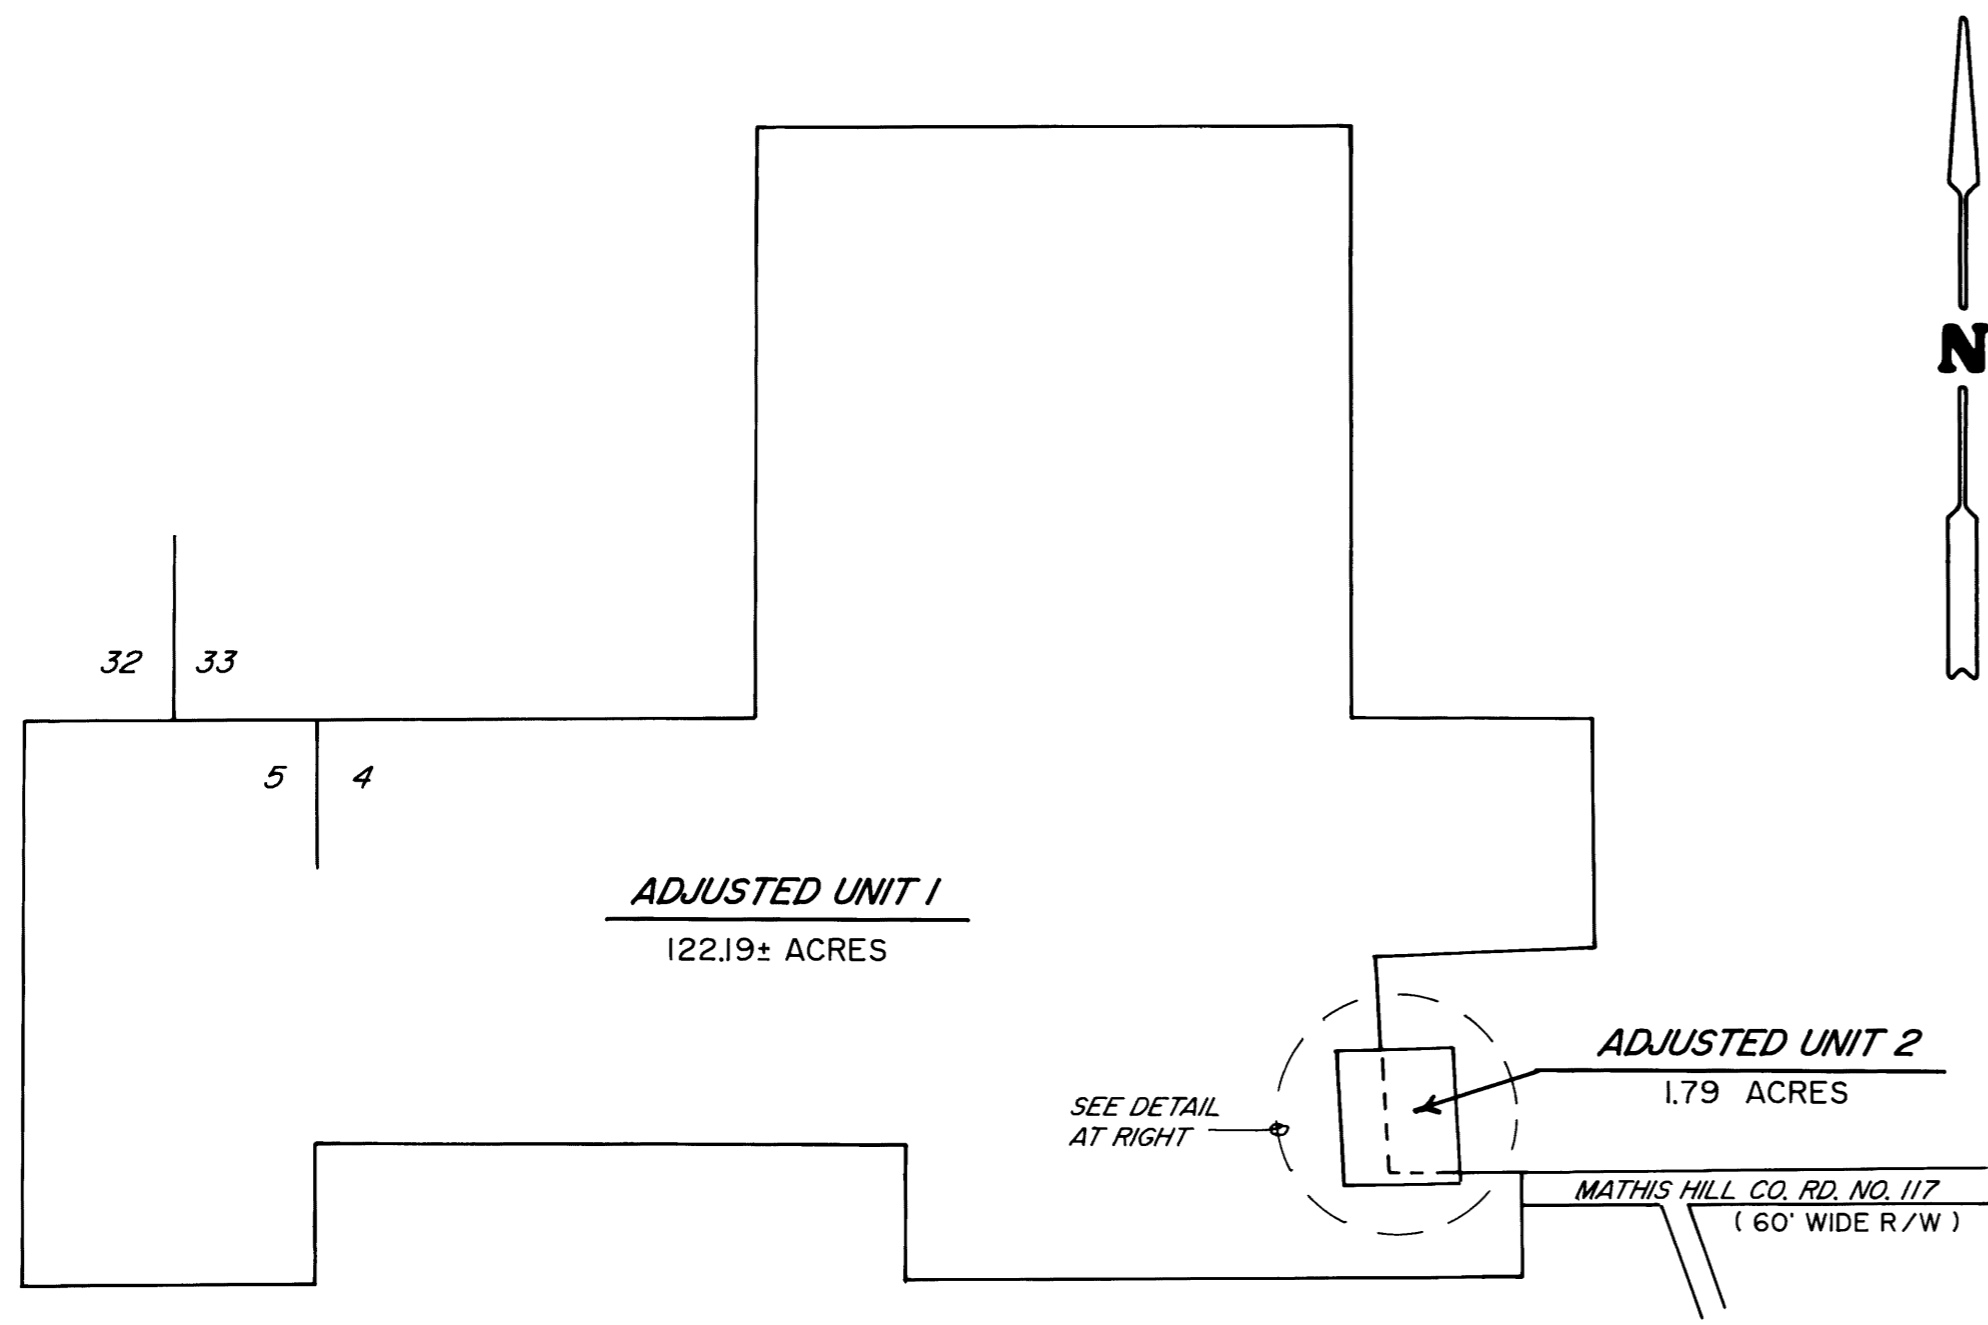 N
32 33
5 4
ADJUSTED UNIT 1
122.19± ACRES
ADJUSTED UNIT 2
1.79 ACRES
SEE DETAIL
AT RIGHT
MATHIS HILL CO. RD. NO. 117
( 60' WIDE R/W )